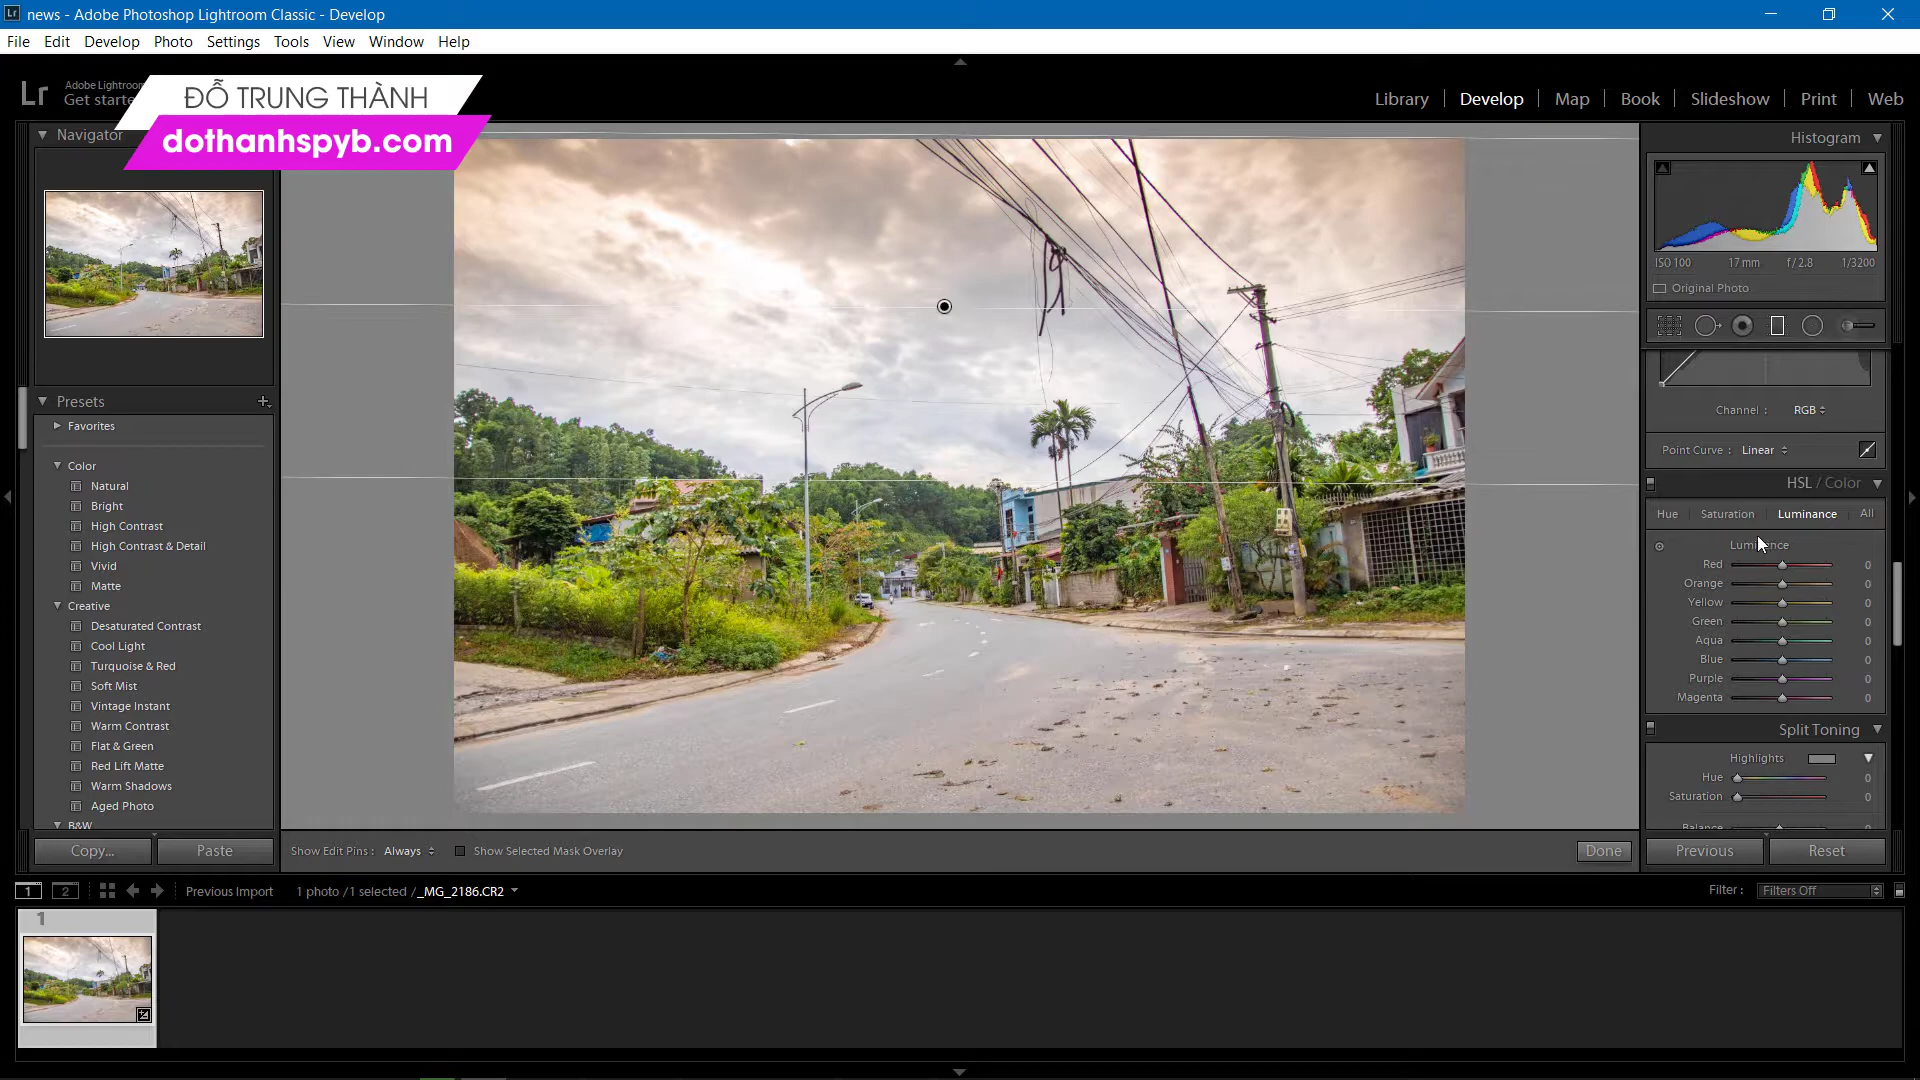 Lr news - Adobe Photoshop Lightroom Classic - Develop
File Edit Develop Photo Settings Tools View Window Help
Lr Adobe Lightroom
Get starte
ĐỖ TRUNG THÀNH
dothanhspyb.com
Library Develop Map Book Slideshow Print Web
Navigator
Presets
Favorites
Color
Natural
Bright
High Contrast
High Contrast & Detail
Vivid
Matte
Creative
Desaturated Contrast
Cool Light
Turquoise & Red
Soft Mist
Vintage Instant
Warm Contrast
Flat & Green
Red Lift Matte
Warm Shadows
Aged Photo
B&W
Copy... Paste
Show Edit Pins : Always Show Selected Mask Overlay Done
Histogram
ISO 100 17 mm f / 2.8 1/3200
Original Photo
Channel : RGB
Point Curve : Linear
HSL / Color
Hue Saturation Luminance All
Red 0
Orange 0
Yellow 0
Green 0
Aqua 0
Blue 0
Purple 0
Magenta 0
Split Toning
Highlights
Hue 0
Saturation 0
Balance
Previous Reset
1 2 Previous Import 1 photo / 1 selected / _MG_2186.CR2 Filter : Filters Off
1